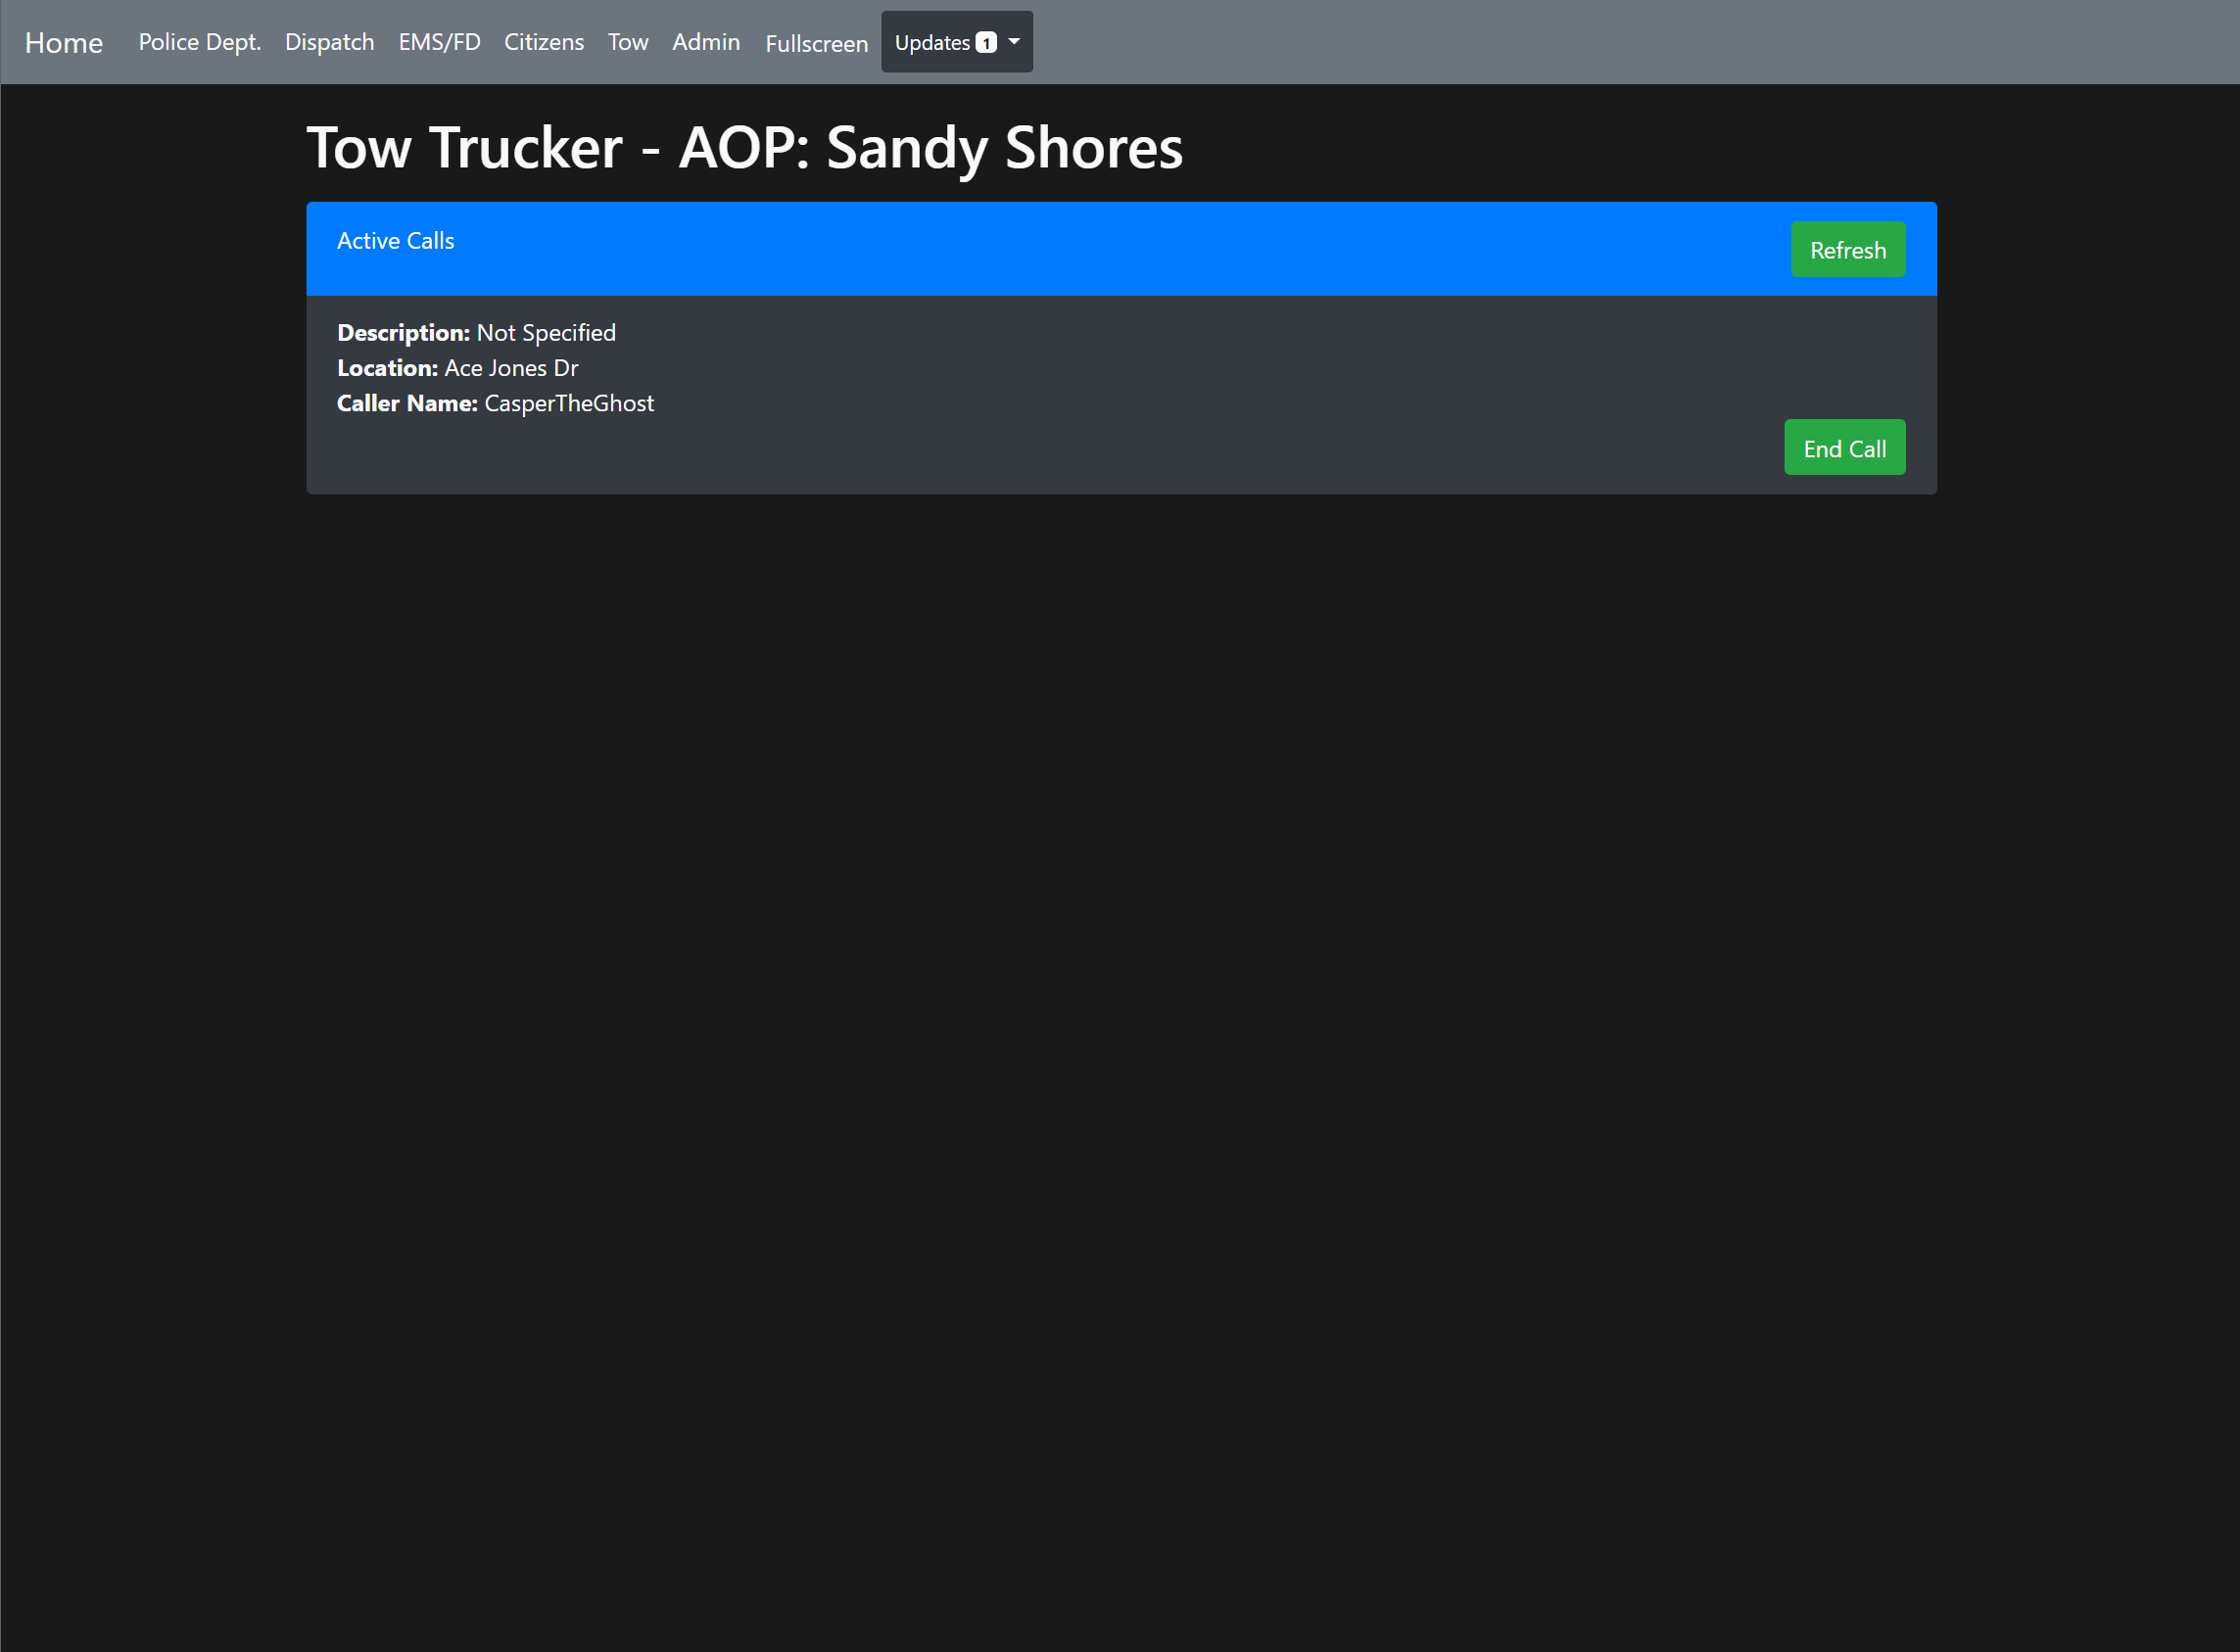 Home Police Dept. Dispatch EMS/FD Citizens Tow Admin Fullscreen Updates 1
Tow Trucker - AOP: Sandy Shores
Active Calls Refresh
Description: Not Specified
Location: Ace Jones Dr
Caller Name: CasperTheGhost
End Call